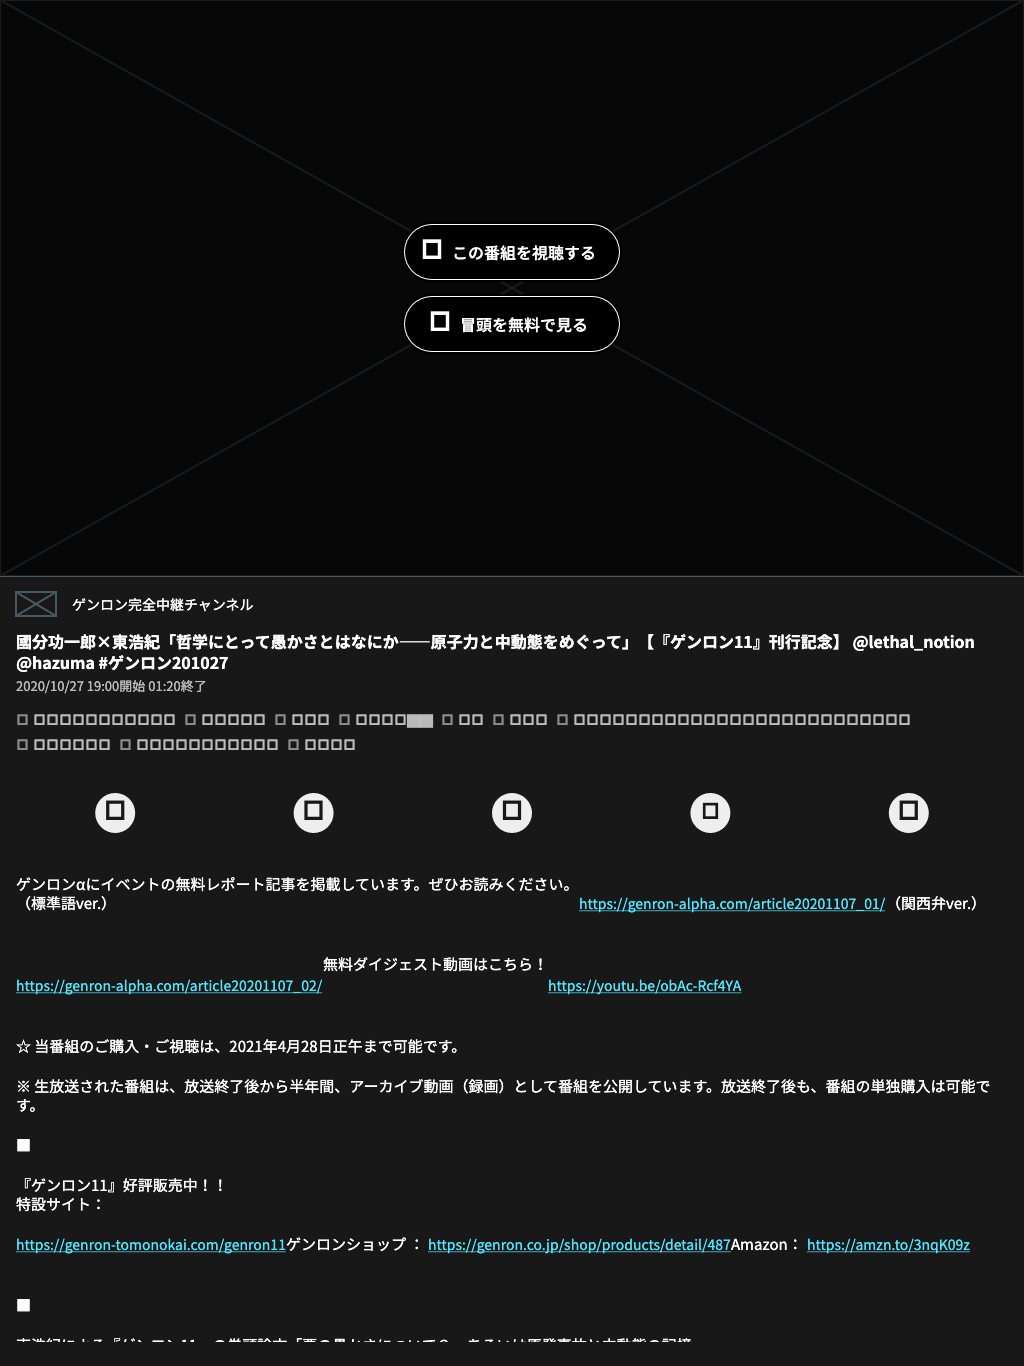 この番組を視聴する
冒頭を無料で見る
ゲンロン完全中継チャンネル
國分功一郎×東浩紀「哲学にとって愚かさとはなにか——原子力と中動態をめぐって」【『ゲンロン11』刊行記念】 @lethal_notion
@hazuma #ゲンロン201027
2020/10/27 19:00開始 01:20終了
ゲンロンαにイベントの無料レポート記事を掲載しています。ぜひお読みください。
（標準語ver.） https://genron-alpha.com/article20201107_01/（関西弁ver.）
無料ダイジェスト動画はこちら！
https://genron-alpha.com/article20201107_02/ https://youtu.be/obAc-Rcf4YA
☆ 当番組のご購入・ご視聴は、2021年4月28日正午まで可能です。
※ 生放送された番組は、放送終了後から半年間、アーカイブ動画（録画）として番組を公開しています。放送終了後も、番組の単独購入は可能で
す。
■
『ゲンロン11』好評販売中！！
特設サイト：
https://genron-tomonokai.com/genron11ゲンロンショップ ： https://genron.co.jp/shop/products/detail/487Amazon： https://amzn.to/3nqK09z
■